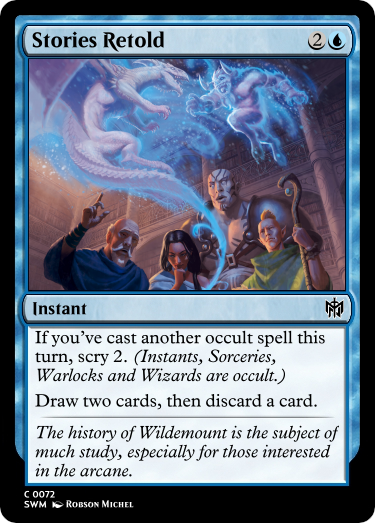 Stories Retold 2
Instant
If you've cast another occult spell this
turn, scry 2. (Instants, Sorceries,
Warlocks and Wizards are occult.)
Draw two cards, then discard a card.
The history of Wildemount is the subject of
much study, especially for those interested
in the arcane.
C 0072
SWM Robson Michel